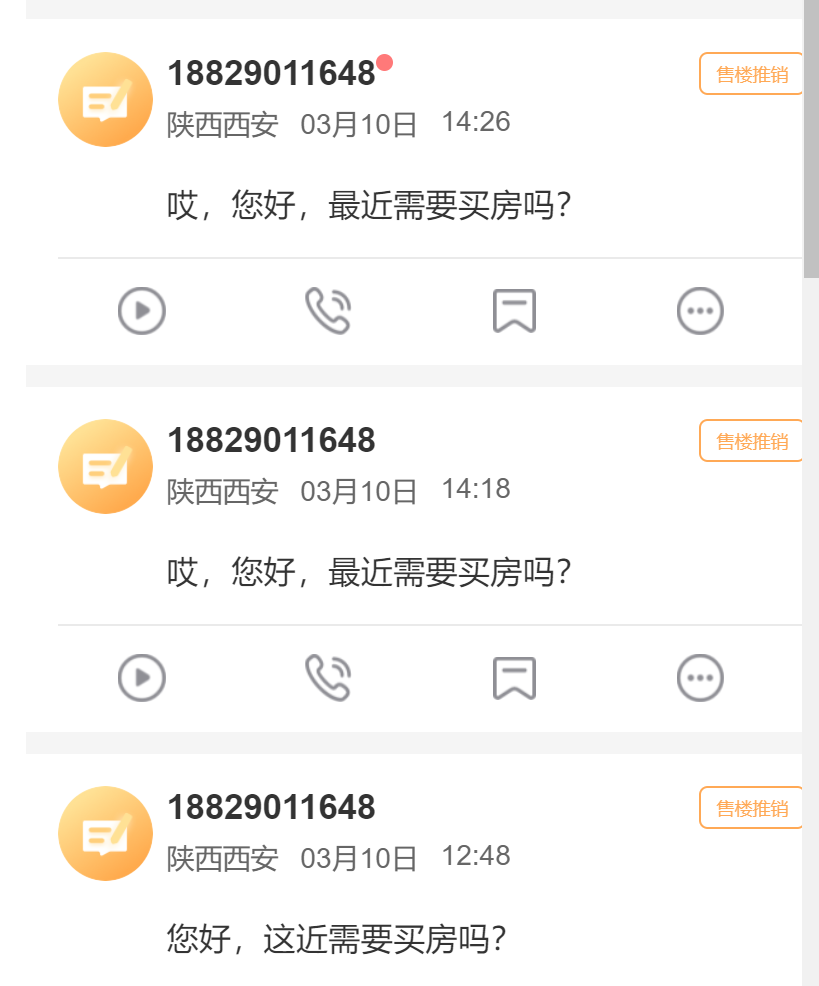 18829011648
售楼推销
陕西西安 03月10日 14:26
哎，您好，最近需要买房吗？
18829011648
售楼推销
陕西西安 03月10日 14:18
哎，您好，最近需要买房吗？
18829011648
售楼推销
陕西西安 03月10日 12:48
您好，这近需要买房吗？